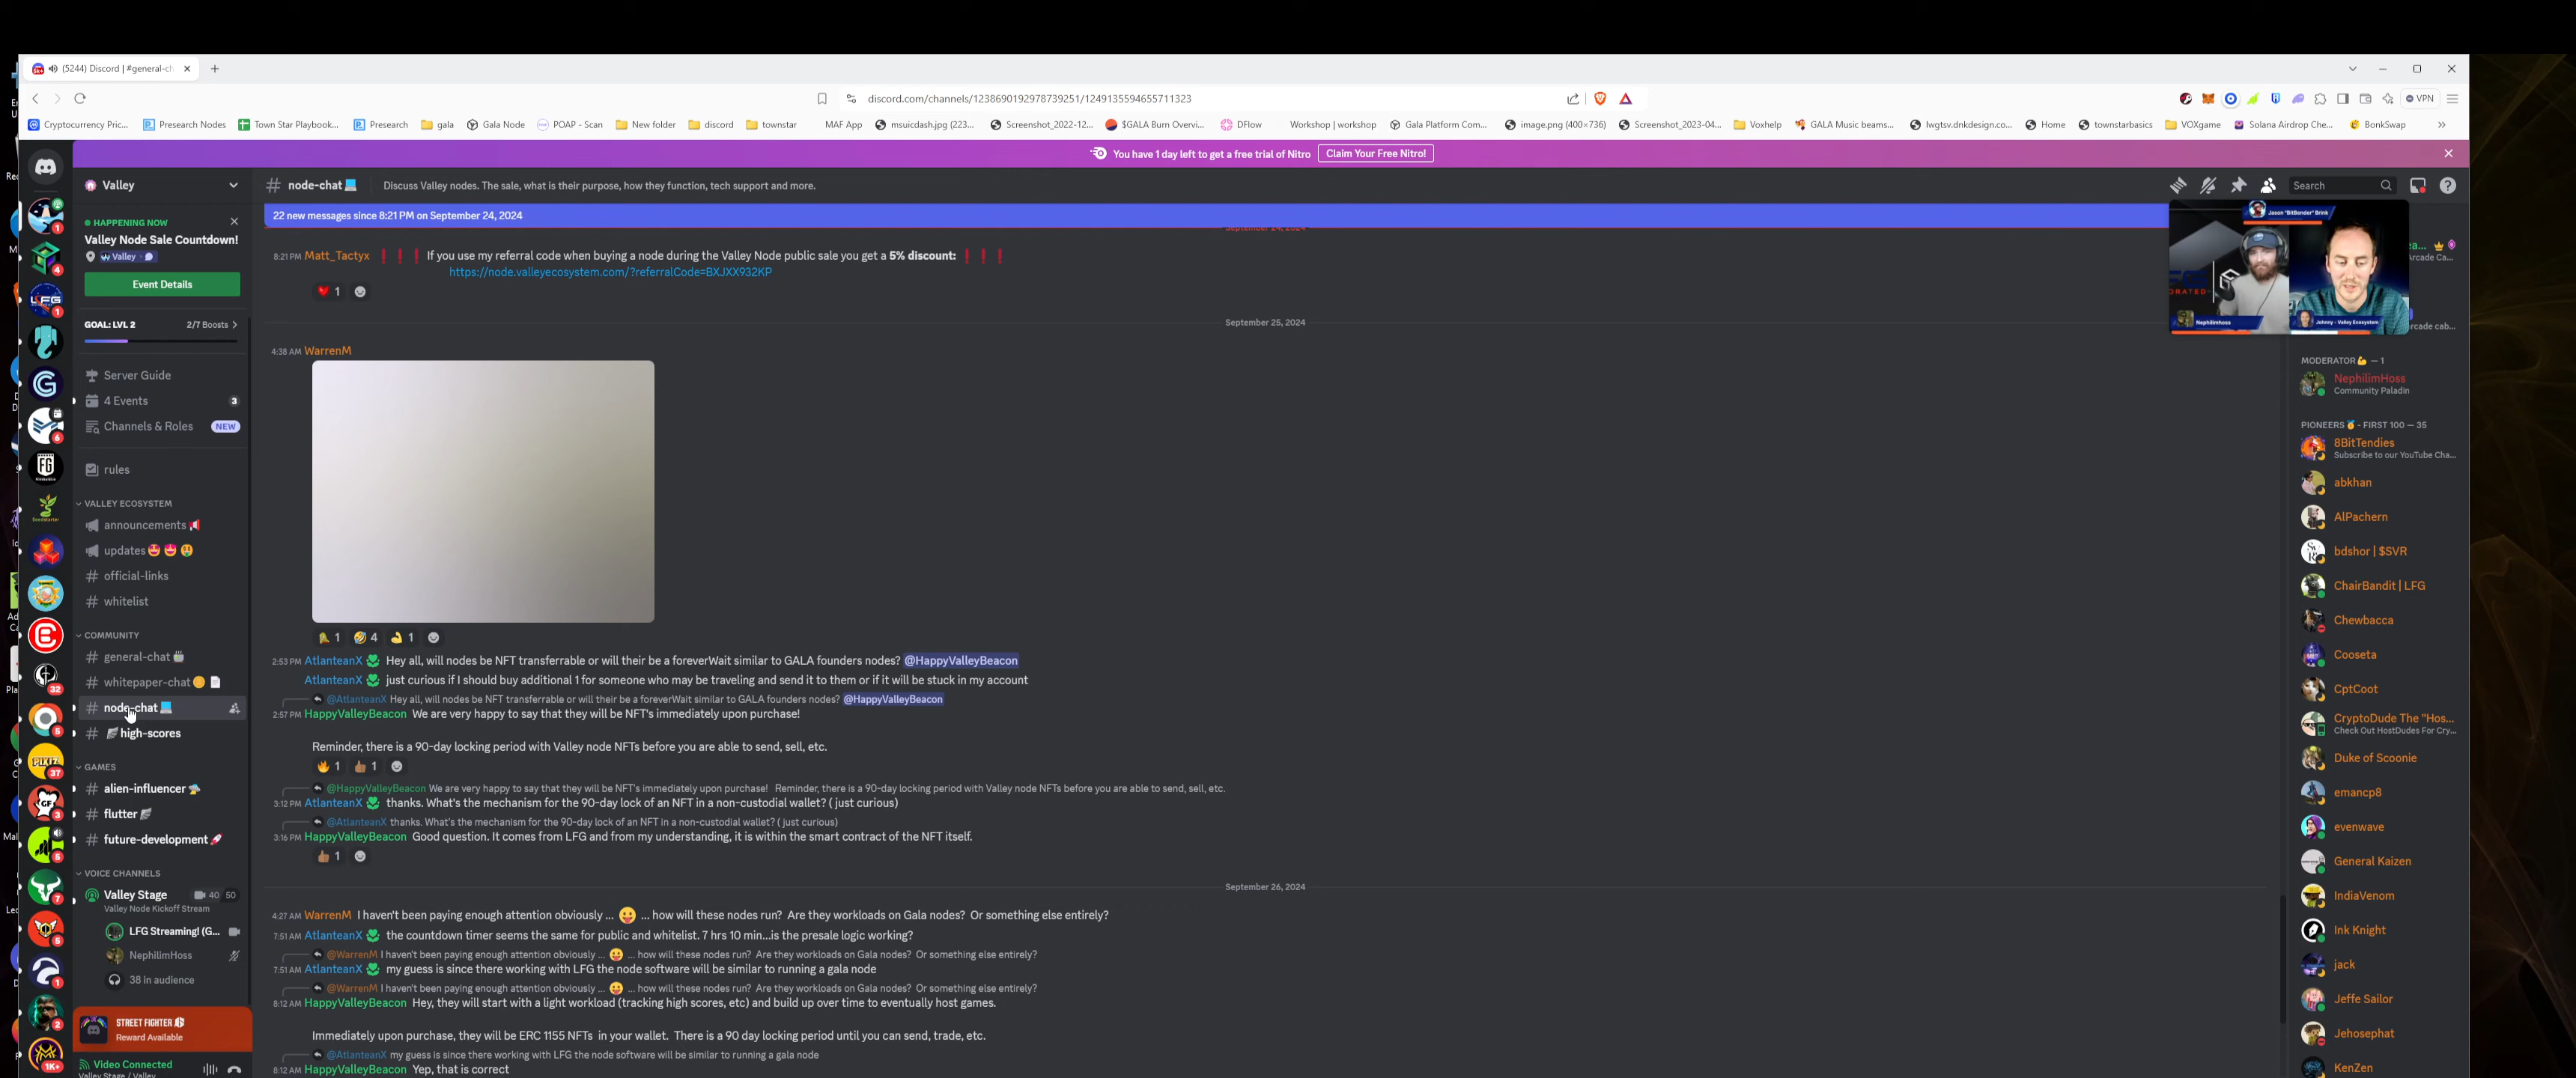 (5244) Discord | #general-ch
discord.com/channels/1238690192978739251/1249135594655711323
VPN
Cryptocurrency Pric...
Presearch Nodes
Town Star Playbook...
Presearch
gala
Gala Node
POAP - Scan
New folder
discord
townstar
MAF App
msuicdash.jpg (223...
Screenshot_2022-12...
$GALA Burn Overvi...
DFlow
Workshop | workshop
Gala Platform Com...
image.png (400×736)
Screenshot_2023-04...
Voxhelp
GALA Music beams...
lwgtsv.dnkdesign.co...
Home
townstarbasics
VOXgame
Solana Airdrop Che...
BonkSwap
You have 1 day left to get a free trial of Nitro
Claim Your Free Nitro!
Valley
HAPPENING NOW
Valley Node Sale Countdown!
Valley
Event Details
GOAL: LVL 2
2/7 Boosts
Server Guide
4 Events
3
Channels & Roles
NEW
rules
VALLEY ECOSYSTEM
announcements
updates
official-links
whitelist
COMMUNITY
general-chat
whitepaper-chat
node-chat
high-scores
GAMES
alien-influencer
flutter
future-development
VOICE CHANNELS
Valley Stage
40 50
Valley Node Kickoff Stream
LFG Streaming! (G...
NephilimHoss
38 in audience
STREET FIGHTER 6
Reward Available
Video Connected
Valley Stage / Valley
# node-chat
Discuss Valley nodes. The sale, what is their purpose, how they function, tech support and more.
Search
22 new messages since 8:21 PM on September 24, 2024
September 24, 2024
8:21 PM Matt_Tactyx ❗❗❗ If you use my referral code when buying a node during the Valley Node public sale you get a 5% discount: ❗❗❗
https://node.valleyecosystem.com/?referralCode=BXJXX932KP
1
September 25, 2024
4:38 AM WarrenM
1 4 1
2:53 PM AtlanteanX Hey all, will nodes be NFT transferrable or will their be a foreverWait similar to GALA founders nodes? @HappyValleyBeacon
AtlanteanX just curious if I should buy additional 1 for someone who may be traveling and send it to them or if it will be stuck in my account
@AtlanteanX Hey all, will nodes be NFT transferrable or will their be a foreverWait similar to GALA founders nodes? @HappyValleyBeacon
2:57 PM HappyValleyBeacon We are very happy to say that they will be NFT's immediately upon purchase!
Reminder, there is a 90-day locking period with Valley node NFTs before you are able to send, sell, etc.
1 1
@HappyValleyBeacon We are very happy to say that they will be NFT's immediately upon purchase! Reminder, there is a 90-day locking period with Valley node NFTs before you are able to send, sell, etc.
3:12 PM AtlanteanX thanks. What's the mechanism for the 90-day lock of an NFT in a non-custodial wallet? ( just curious)
@AtlanteanX thanks. What's the mechanism for the 90-day lock of an NFT in a non-custodial wallet? ( just curious)
3:16 PM HappyValleyBeacon Good question. It comes from LFG and from my understanding, it is within the smart contract of the NFT itself.
1
September 26, 2024
4:27 AM WarrenM I haven't been paying enough attention obviously ... 😛 ... how will these nodes run? Are they workloads on Gala nodes? Or something else entirely?
7:51 AM AtlanteanX the countdown timer seems the same for public and whitelist. 7 hrs 10 min...is the presale logic working?
@WarrenM I haven't been paying enough attention obviously ... 😛 ... how will these nodes run? Are they workloads on Gala nodes? Or something else entirely?
7:51 AM AtlanteanX my guess is since there working with LFG the node software will be similar to running a gala node
@WarrenM I haven't been paying enough attention obviously ... 😛 ... how will these nodes run? Are they workloads on Gala nodes? Or something else entirely?
8:12 AM HappyValleyBeacon Hey, they will start with a light workload (tracking high scores, etc) and build up over time to eventually host games.
Immediately upon purchase, they will be ERC 1155 NFTs in your wallet. There is a 90 day locking period until you can send, trade, etc.
@AtlanteanX my guess is since there working with LFG the node software will be similar to running a gala node
8:12 AM HappyValleyBeacon Yep, that is correct
Jason "BitBender" Brink
Nephilimhoss
Johnny - Valley Ecosystem
MODERATOR — 1
NephilimHoss
Community Paladin
PIONEERS - FIRST 100 — 35
8BitTendies
Subscribe to our YouTube Cha...
abkhan
AlPachern
bdshor | $SVR
ChairBandit | LFG
Chewbacca
Cooseta
CptCoot
CryptoDude The "Hos...
Check Out HostDudes For Cry...
Duke of Scoonie
emancp8
evenwave
General Kaizen
IndiaVenom
Ink Knight
jack
Jeffe Sailor
Jehosephat
KenZen